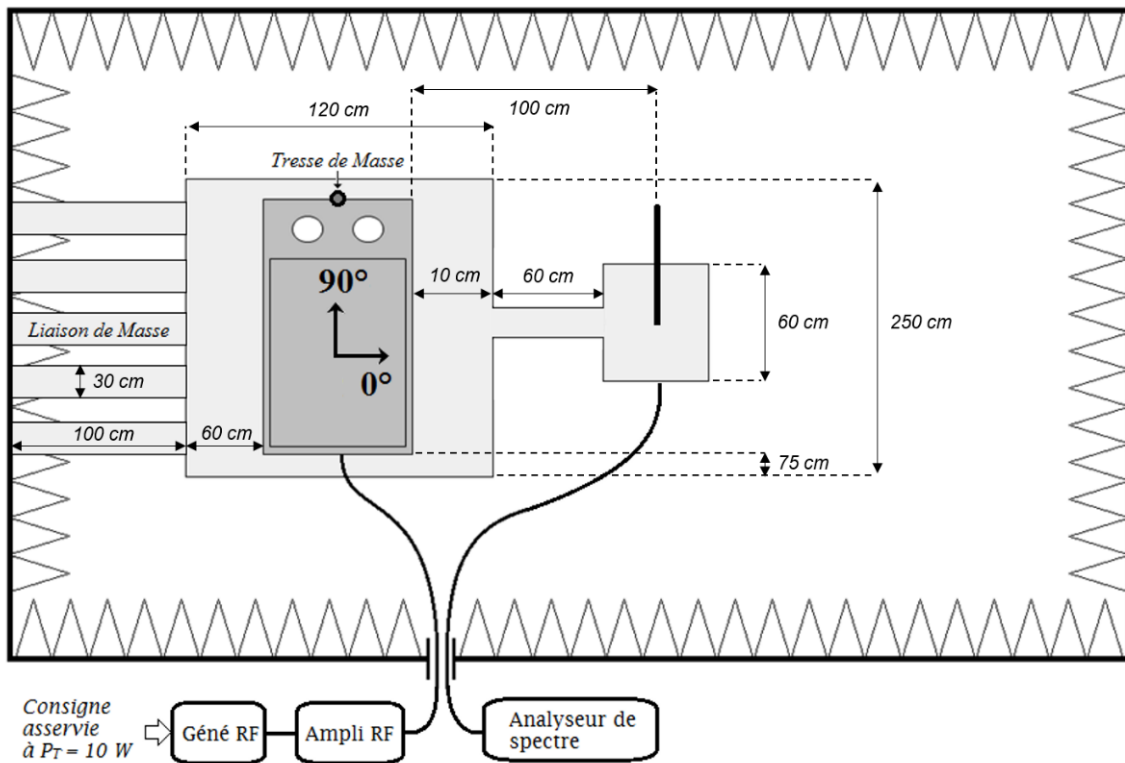 100 cm
120 cm
Tresse de Masse
90°
10 cm
60 cm
Liaison de Masse
60 cm
250 cm
0°
30 cm
100 cm
60 cm
75 cm
Consigne
asservie
à PT = 10 W
Géné RF
Ampli RF
Analyseur de
spectre